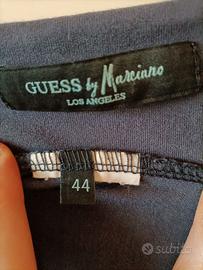 GUESS by Marciano
LOS ANGELES
44
subito